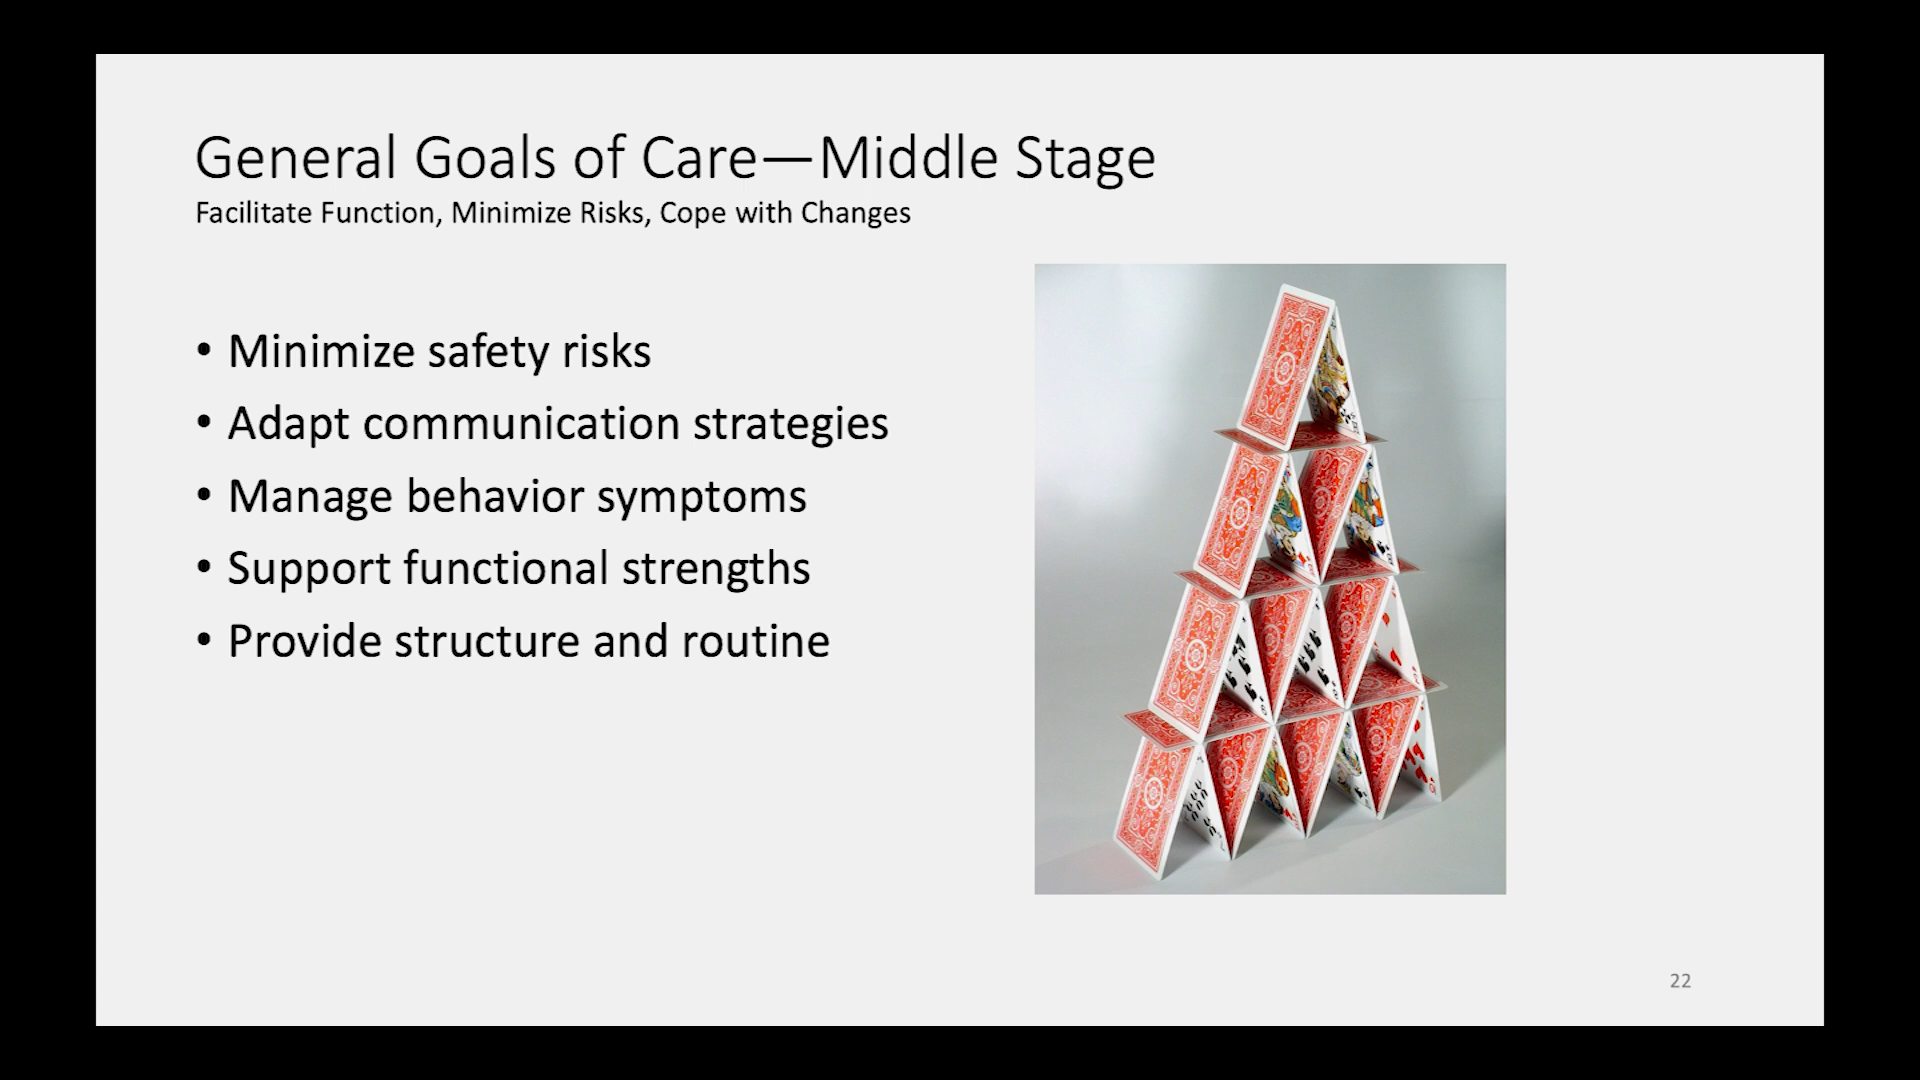 General Goals of Care—Middle Stage
Facilitate Function, Minimize Risks, Cope with Changes
• Minimize safety risks
• Adapt communication strategies
• Manage behavior symptoms
• Support functional strengths
• Provide structure and routine
22